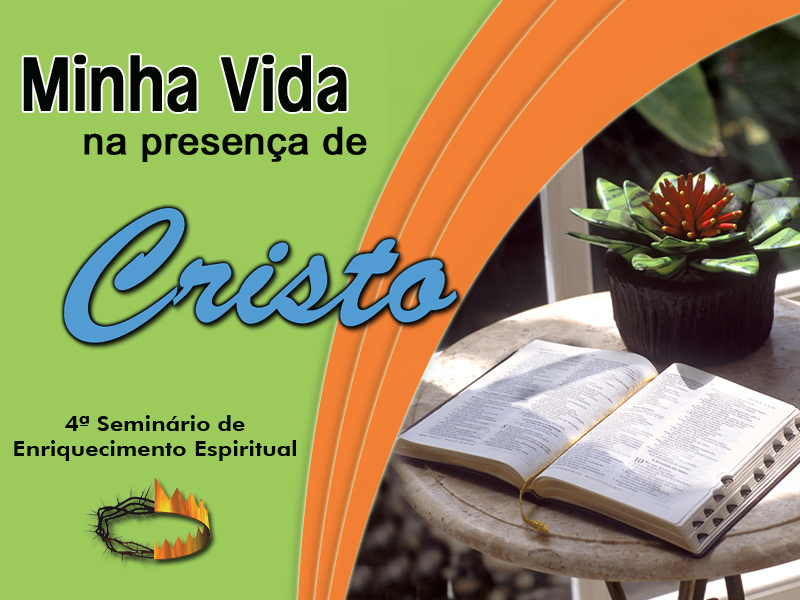 Minha Vida
na presença de
Cristo
4ª Seminário de
Enriquecimento Espiritual